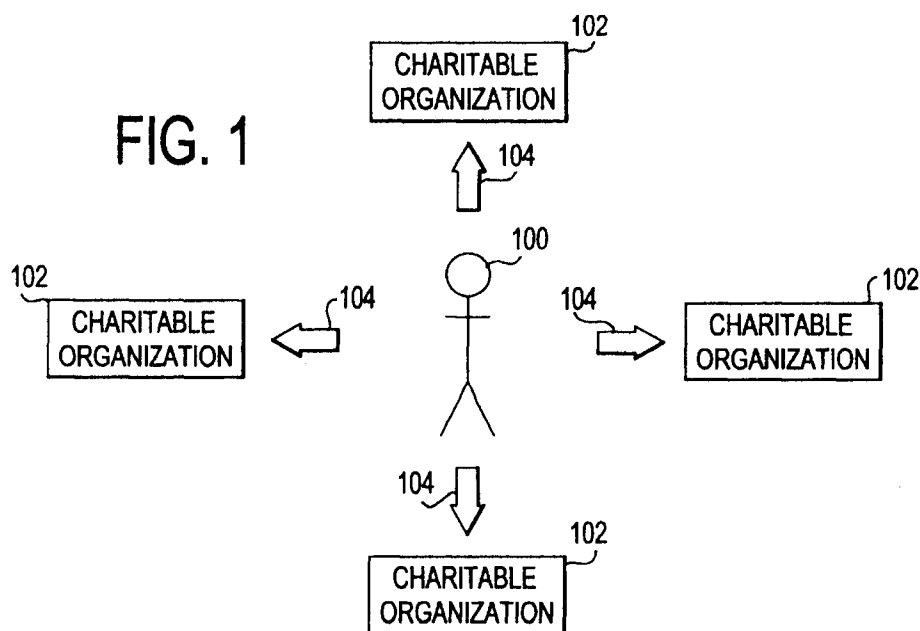 102
CHARITABLE
ORGANIZATION
FIG. 1
104
100
102
104
CHARITABLE
ORGANIZATION
104
102
CHARITABLE
ORGANIZATION
104
102
CHARITABLE
ORGANIZATION